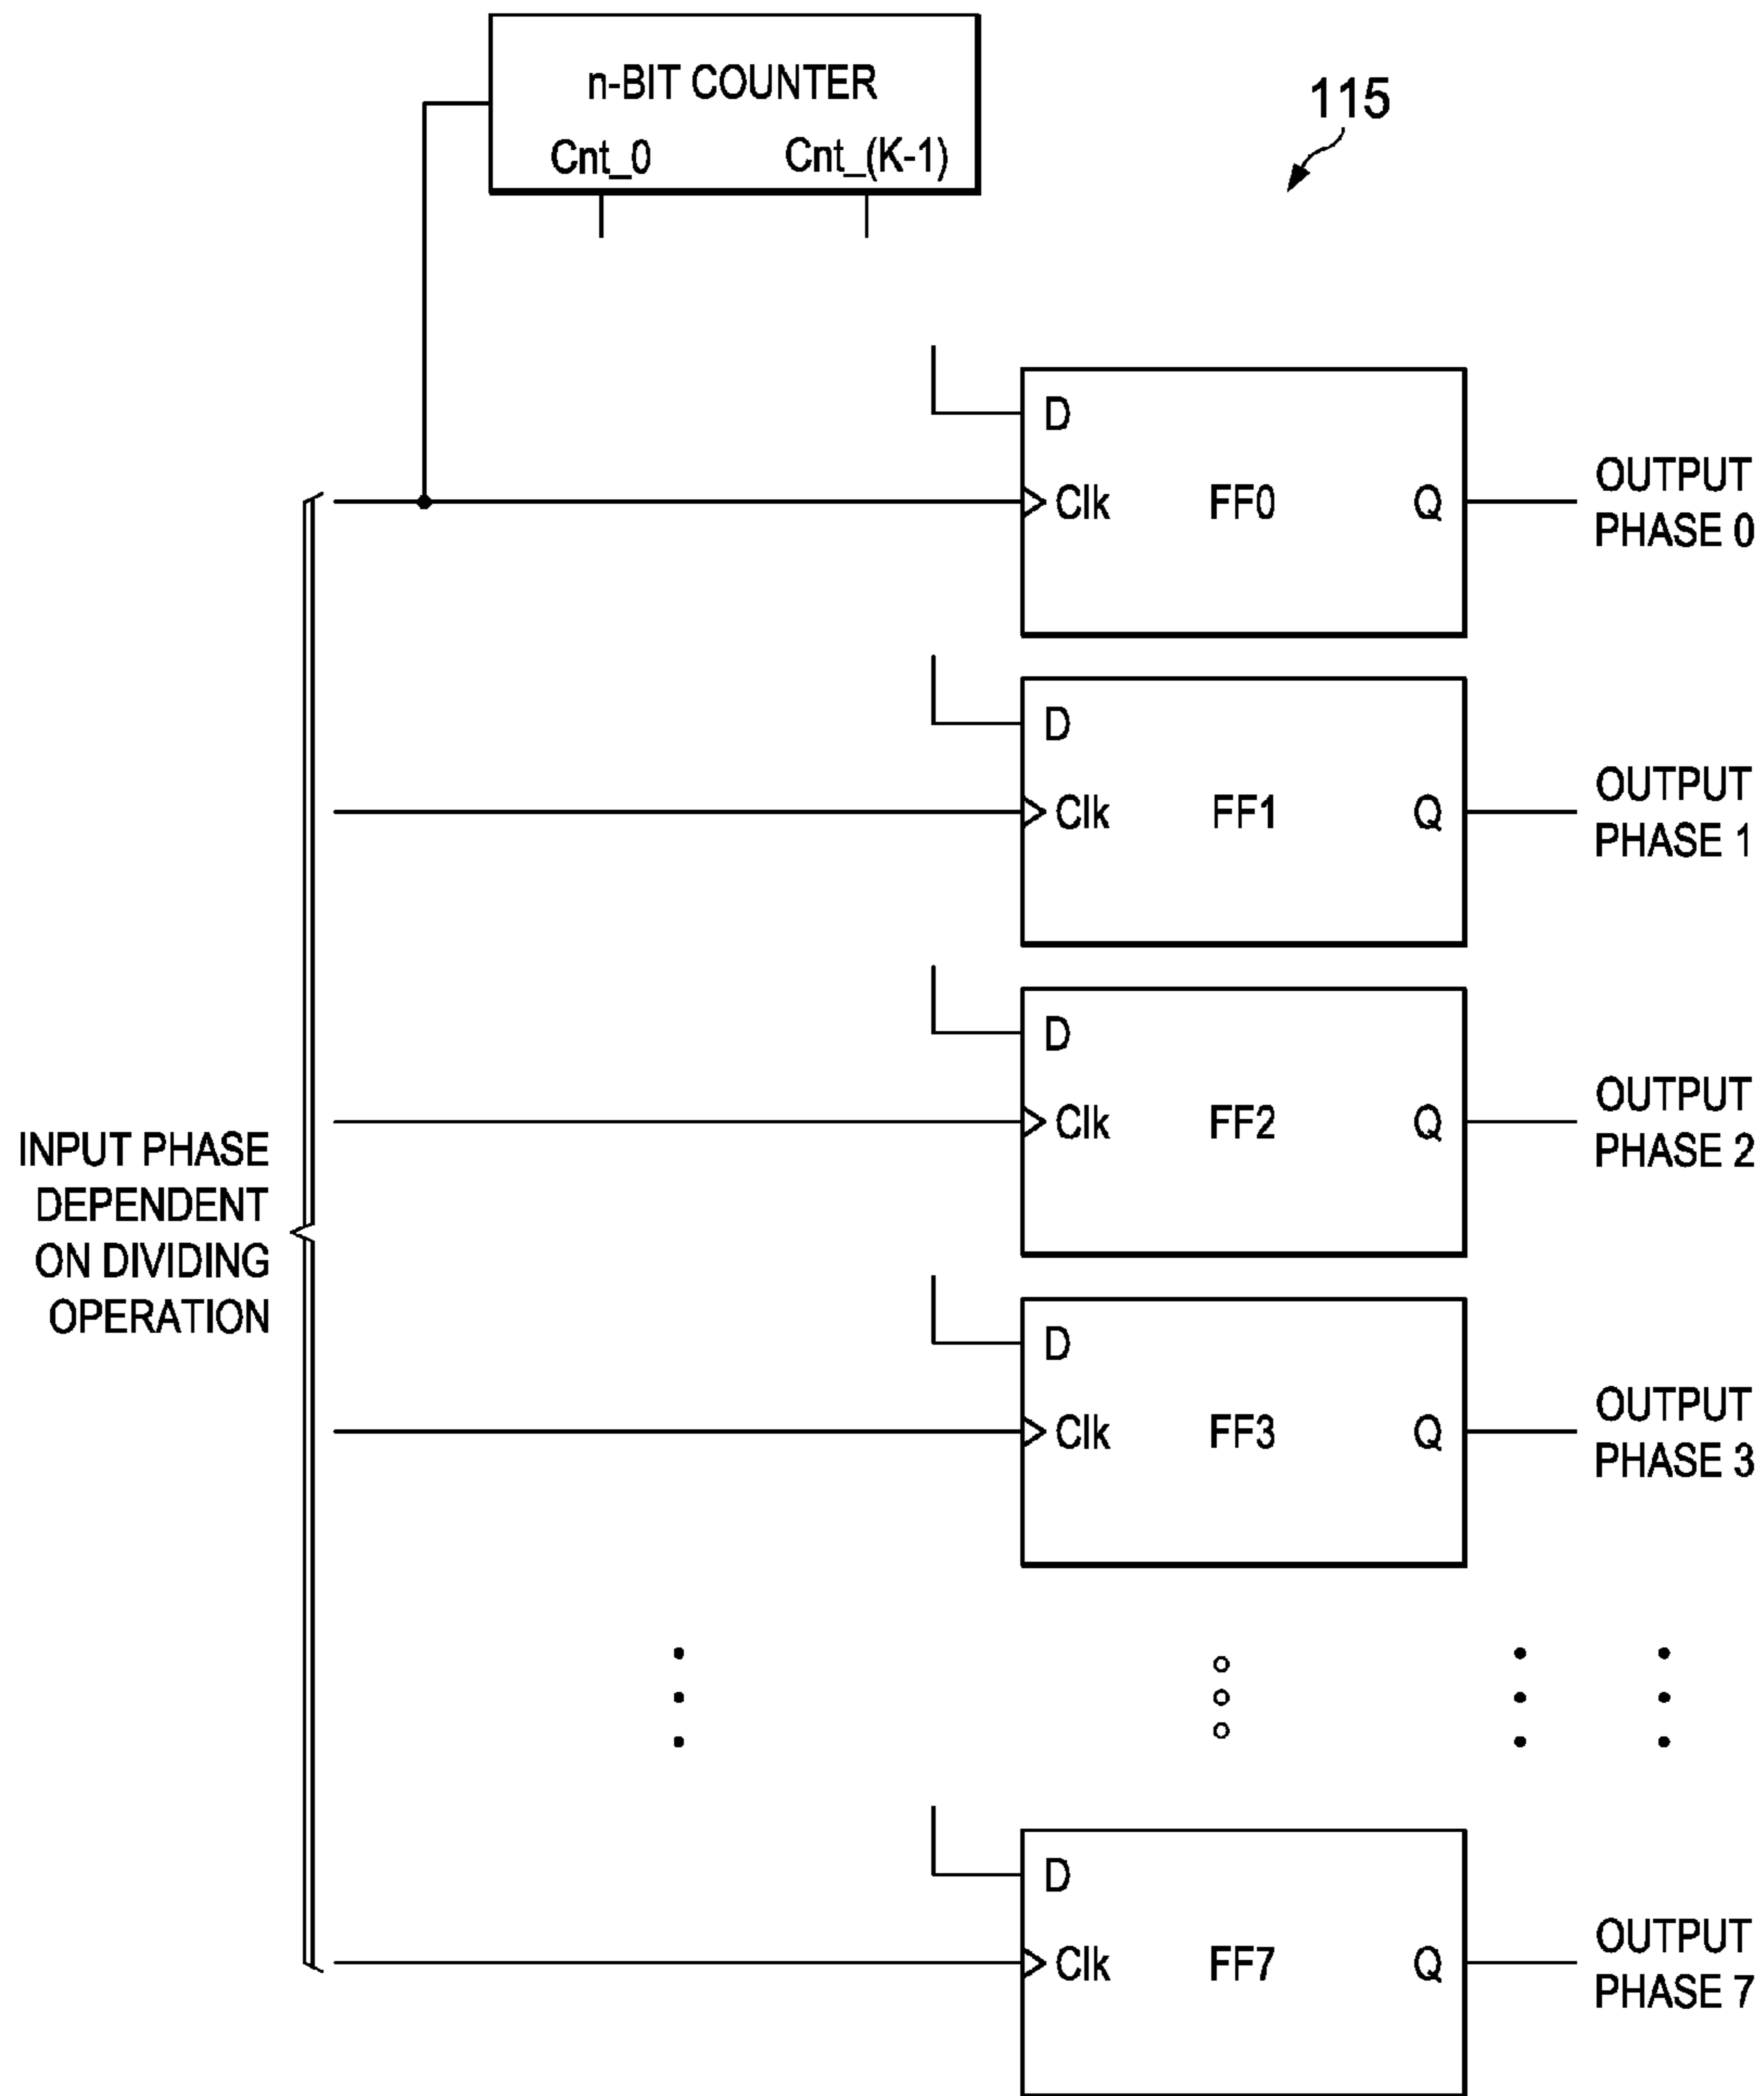 n-BIT COUNTER
Cnt_0 Cnt_(K-1)
115
D
Clk FF0 Q
OUTPUT
PHASE 0
D
Clk FF1 Q
OUTPUT
PHASE 1
D
Clk FF2 Q
OUTPUT
PHASE 2
INPUT PHASE
DEPENDENT
ON DIVIDING
OPERATION
D
Clk FF3 Q
OUTPUT
PHASE 3
D
Clk FF7 Q
OUTPUT
PHASE 7